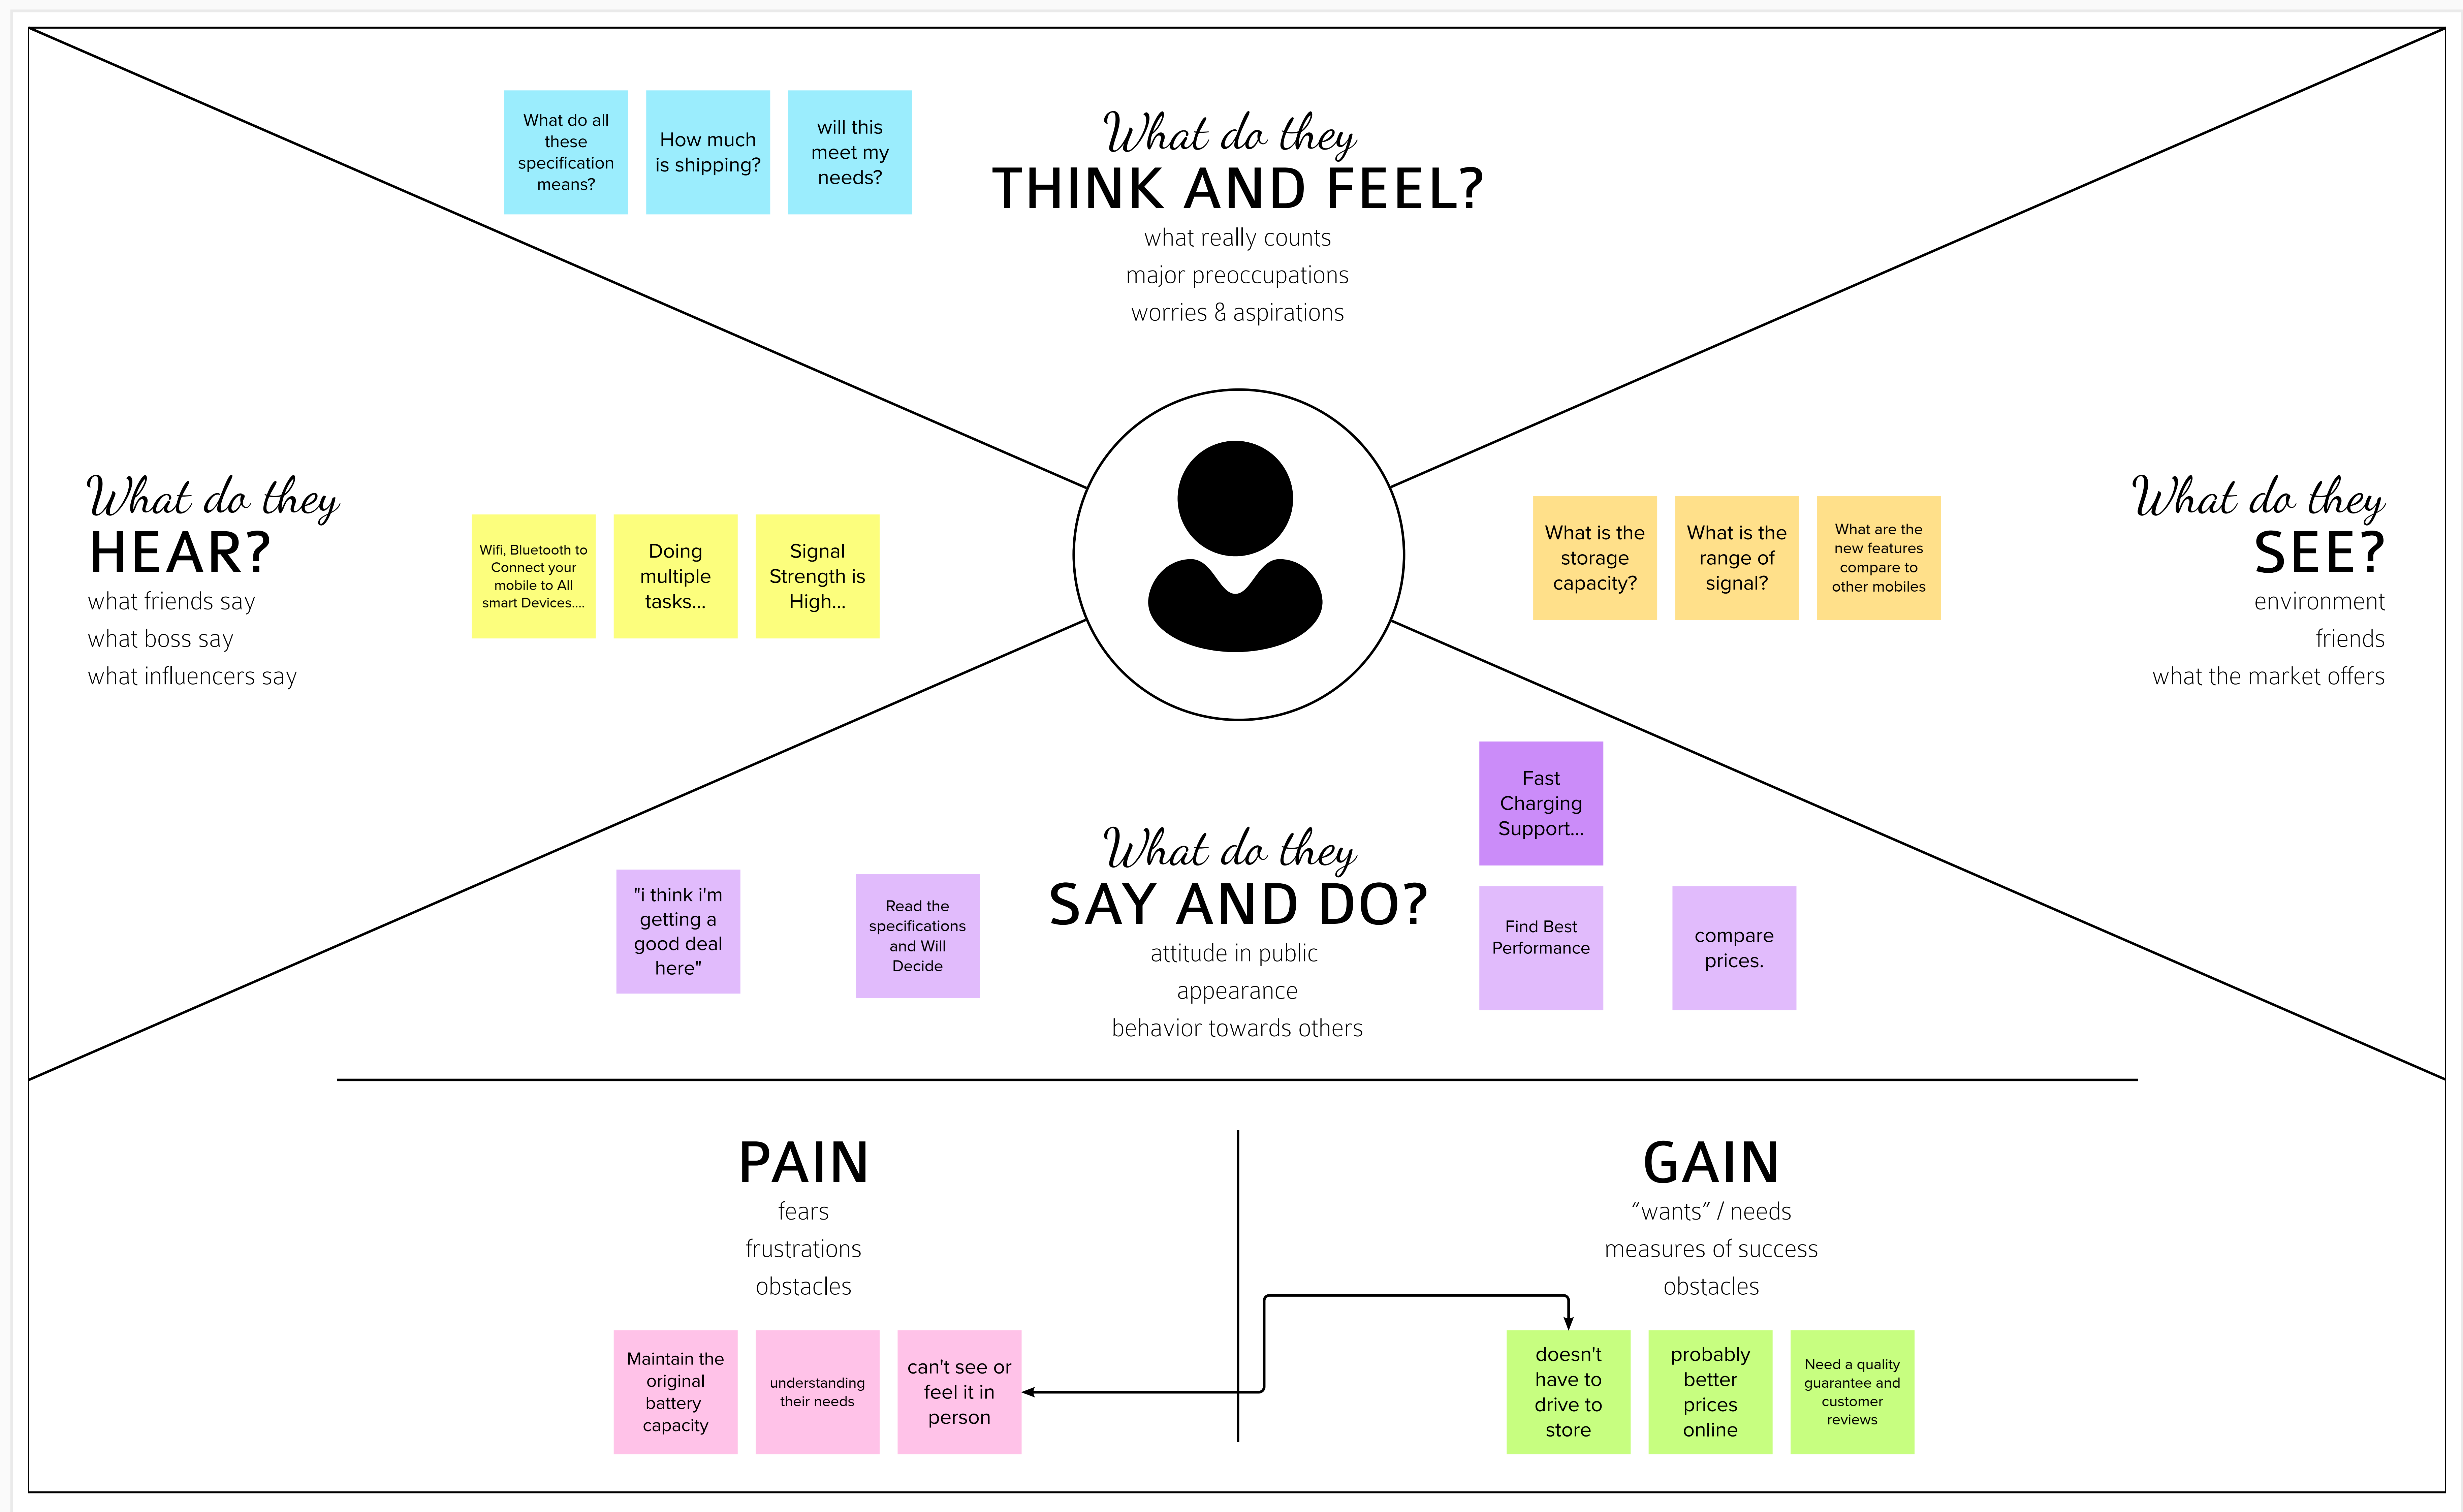 What do all
these
specification
means?
How much
is shipping?
will this
meet my
needs?
What do they
THINK AND FEEL?
what really counts
major preoccupations
worries & aspirations
What do they
HEAR?
what friends say
what boss say
what influencers say
Wifi, Bluetooth to
Connect your
mobile to All
smart Devices....
Doing
multiple
tasks...
Signal
Strength is
High...
What is the
storage
capacity?
What is the
range of
signal?
What are the
new features
compare to
other mobiles
What do they
SEE?
environment
friends
what the market offers
"i think i'm
getting a
good deal
here"
Read the
specifications
and Will
Decide
What do they
SAY AND DO?
attitude in public
appearance
behavior towards others
Fast
Charging
Support...
Find Best
Performance
compare
prices.
PAIN
fears
frustrations
obstacles
Maintain the
original
battery
capacity
understanding
their needs
can't see or
feel it in
person
GAIN
“wants” / needs
measures of success
obstacles
doesn't
have to
drive to
store
probably
better
prices
online
Need a quality
guarantee and
customer
reviews